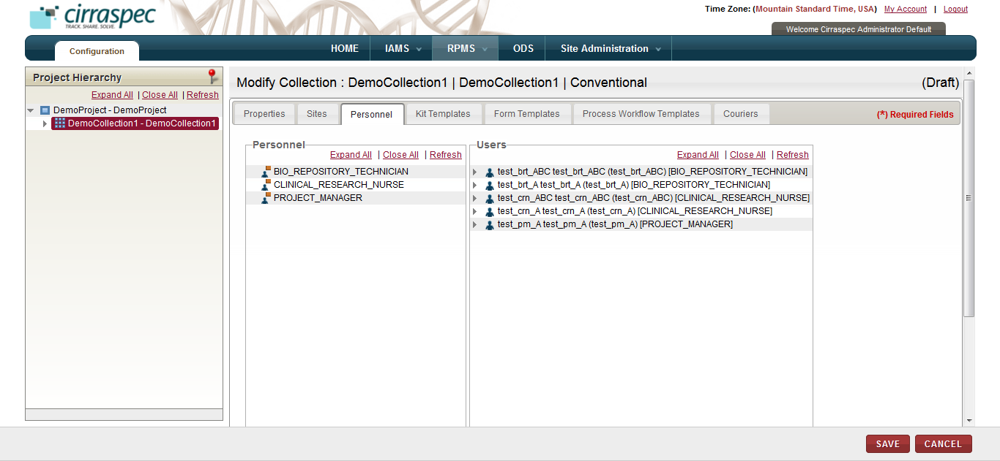 cirraspec
TRACK. SHARE. SOLVE.
Time Zone: (Mountain Standard Time, USA) My Account | Logout
Welcome Cirraspec Administrator Default
Configuration
HOME IAMS RPMS ODS Site Administration
Project Hierarchy
Expand All | Close All | Refresh
DemoProject - DemoProject
DemoCollection1 - DemoCollection1
Modify Collection : DemoCollection1 | DemoCollection1 | Conventional (Draft)
Properties Sites Personnel Kit Templates Form Templates Process Workflow Templates Couriers (*) Required Fields
Personnel
Expand All | Close All | Refresh
BIO_REPOSITORY_TECHNICIAN
CLINICAL_RESEARCH_NURSE
PROJECT_MANAGER
Users
Expand All | Close All | Refresh
test_brt_ABC test_brt_ABC (test_brt_ABC) [BIO_REPOSITORY_TECHNICIAN]
test_brt_A test_brt_A (test_brt_A) [BIO_REPOSITORY_TECHNICIAN]
test_crn_ABC test_crn_ABC (test_crn_ABC) [CLINICAL_RESEARCH_NURSE]
test_crn_A test_crn_A (test_crn_A) [CLINICAL_RESEARCH_NURSE]
test_pm_A test_pm_A (test_pm_A) [PROJECT_MANAGER]
SAVE CANCEL